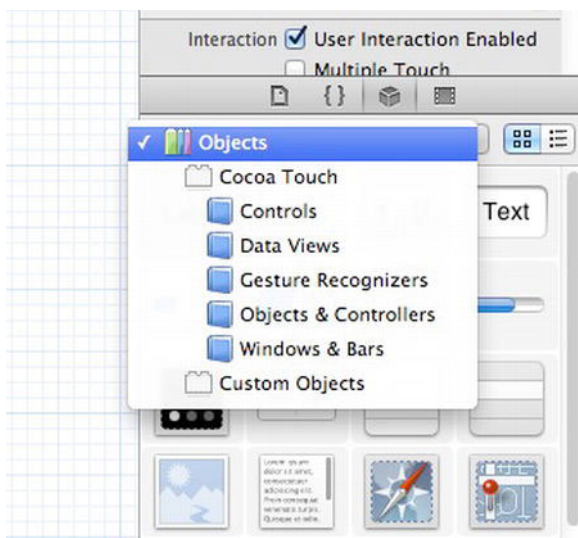 Interaction User Interaction Enabled
Multiple Touch
{}
Objects
Cocoa Touch
Controls
Text
Data Views
Gesture Recognizers
Objects & Controllers
Windows & Bars
Custom Objects